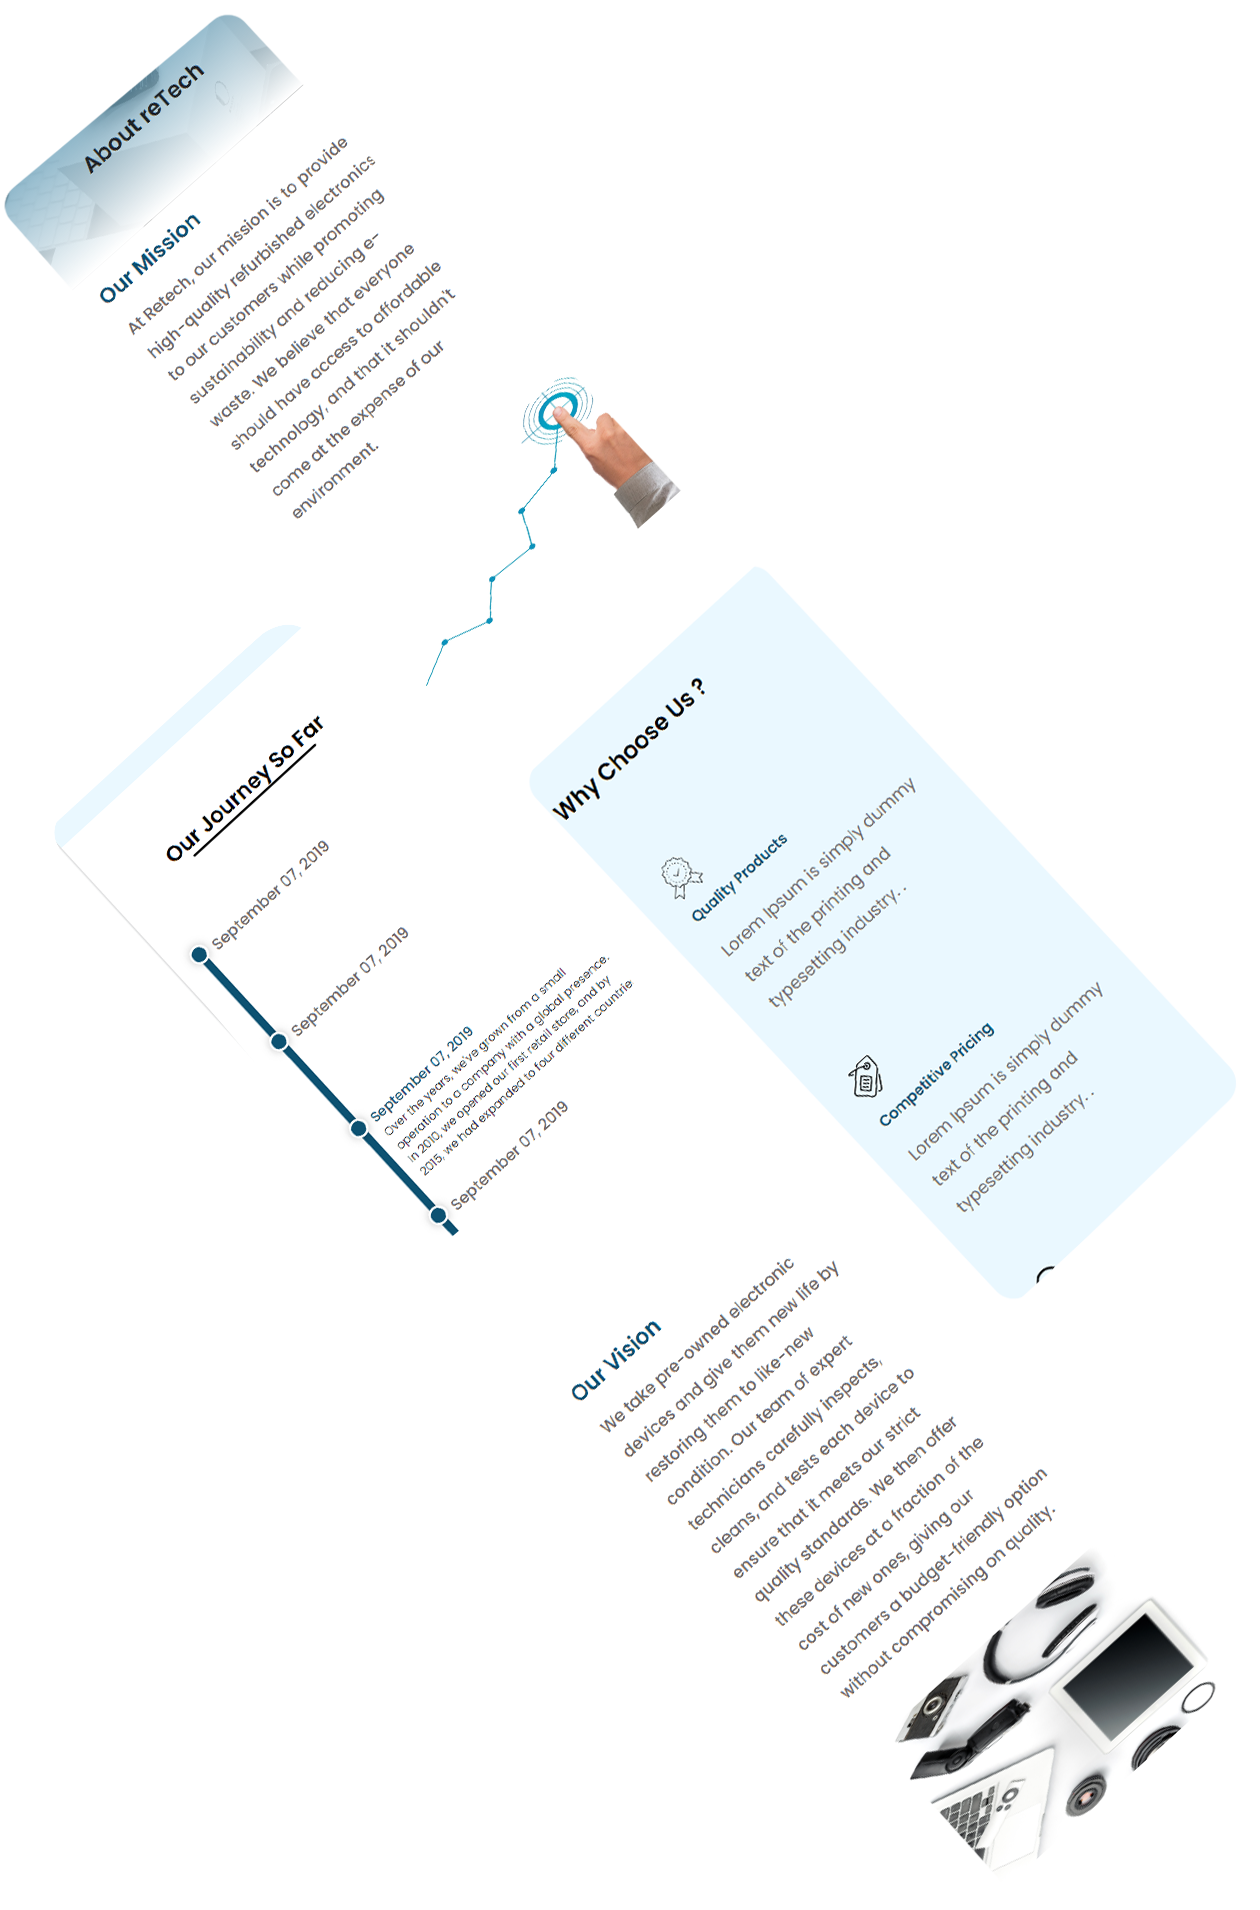 About reTech
Our Mission
At Retech, our mission is to provide
high-quality refurbished electronics
to our customers while promoting
sustainability and reducing e-
waste. We believe that everyone
should have access to affordable
technology, and that it shouldn't
come at the expense of our
environment.
Our Journey So Far
September 07, 2019
September 07, 2019
September 07, 2019
Over the years, we've grown from a small
operation to a company with a global presence.
In 2010, we opened our first retail store, and by
2015, we had expanded to four different countrie
September 07, 2019
Why Choose Us ?
Quality Products
Lorem Ipsum is simply dummy
text of the printing and
typesetting industry. .
Competitive Pricing
Lorem Ipsum is simply dummy
text of the printing and
typesetting industry. .
Our Vision
We take pre-owned electronic
devices and give them new life by
restoring them to like-new
condition. Our team of expert
technicians carefully inspects,
cleans, and tests each device to
ensure that it meets our strict
quality standards. We then offer
these devices at a fraction of the
cost of new ones, giving our
customers a budget-friendly option
without compromising on quality.